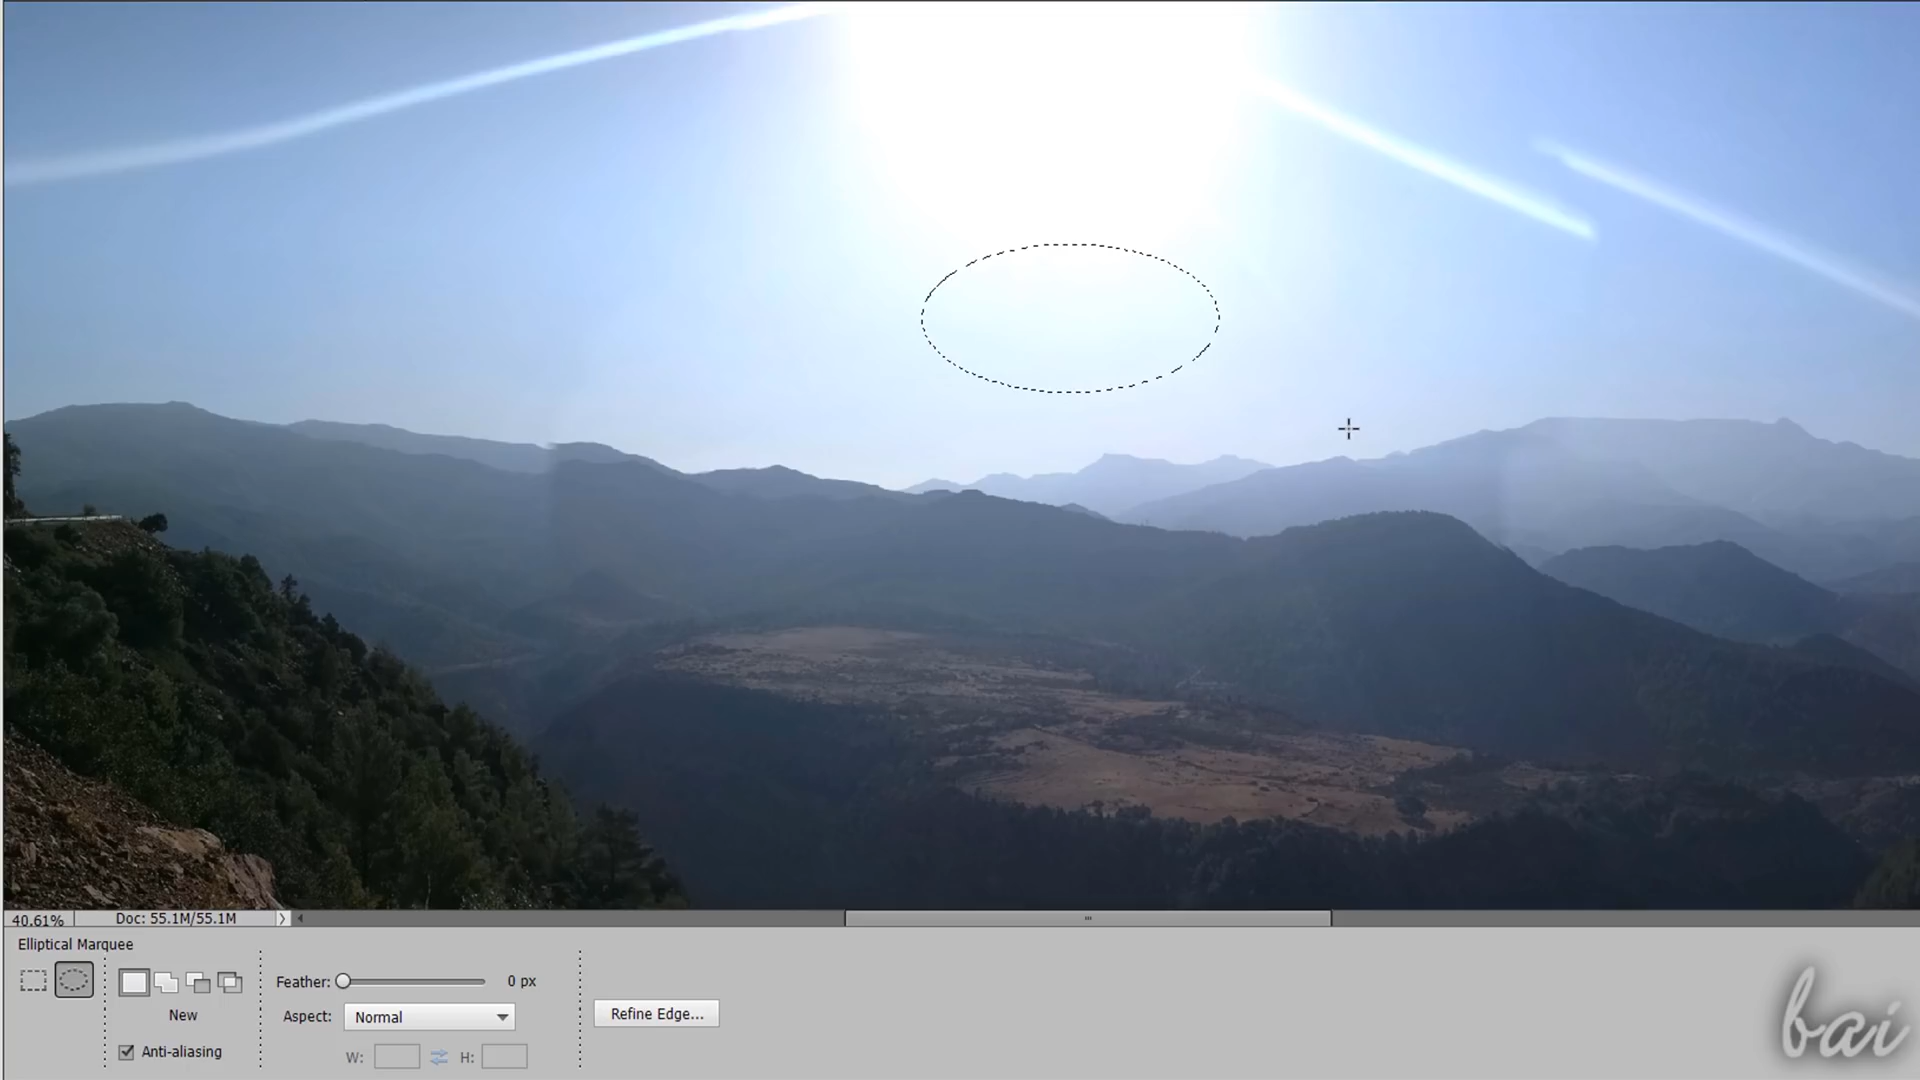 40.61%
Doc: 55.1M/55.1M
Elliptical Marquee
Feather: 0 px
New
Aspect: Normal
Refine Edge...
Anti-aliasing
W: H:
bai